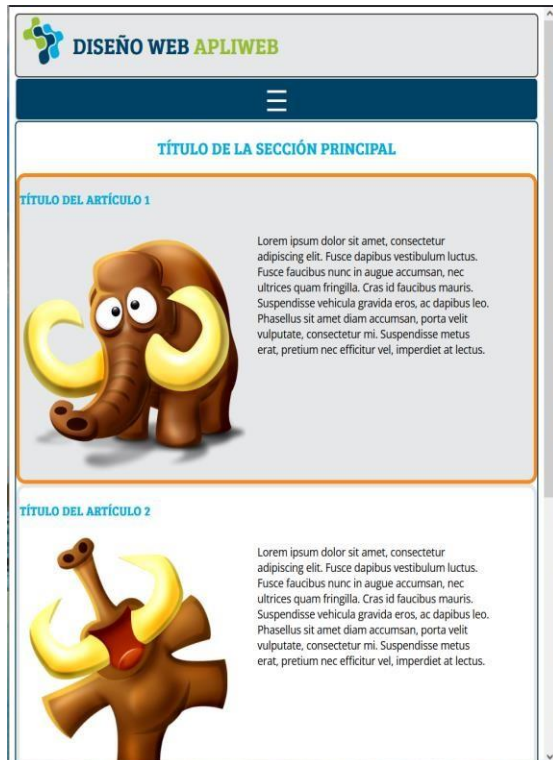 DISEÑO WEB APLIWEB
TÍTULO DE LA SECCIÓN PRINCIPAL
TÍTULO DEL ARTÍCULO 1
Lorem ipsum dolor sit amet, consectetur
adipiscing elit. Fusce dapibus vestibulum luctus.
Fusce faucibus nunc in augue accumsan, nec
ultrices quam fringilla. Cras id faucibus mauris.
Suspendisse vehicula gravida eros, ac dapibus leo.
Phasellus sit amet diam accumsan, porta velit
vulputate, consectetur mi. Suspendisse metus
erat, pretium nec efficitur vel, imperdiet at lectus.
TÍTULO DEL ARTÍCULO 2
Lorem ipsum dolor sit amet, consectetur
adipiscing elit. Fusce dapibus vestibulum luctus.
Fusce faucibus nunc in augue accumsan, nec
ultrices quam fringilla. Cras id faucibus mauris.
Suspendisse vehicula gravida eros, ac dapibus leo.
Phasellus sit amet diam accumsan, porta velit
vulputate, consectetur mi. Suspendisse metus
erat, pretium nec efficitur vel, imperdiet at lectus.